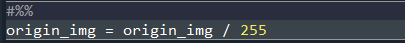 #%%
origin_img = origin_img / 255